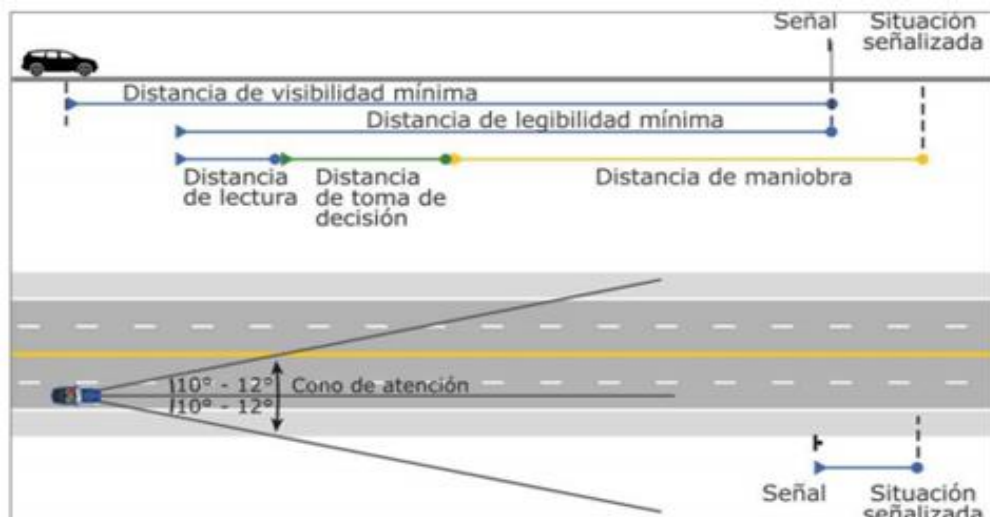 Señal
Situación
señalizada
Distancia de visibilidad mínima
Distancia de legibilidad mínima
Distancia
de lectura
Distancia
de toma de
decisión
Distancia de maniobra
10° - 12°
Cono de atención
10° - 12°
Señal
Situación
señalizada